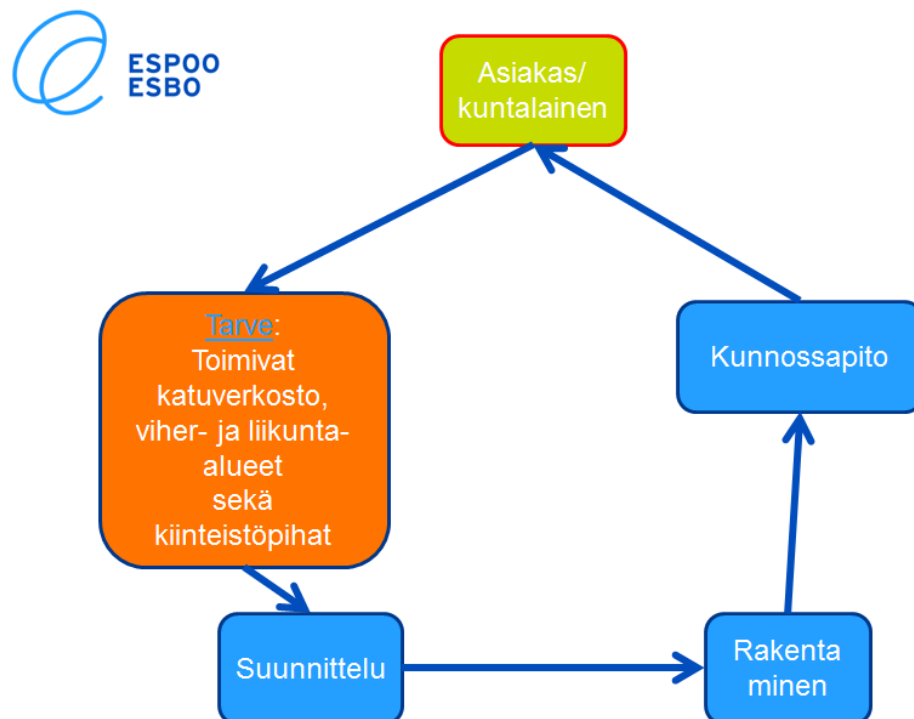 ESPOO
ESBO
Asiakas/
kuntalainen
Tarve:
Toimivat
katuverkosto,
viher- ja liikunta-
alueet
sekä
kiinteistöpihat
Kunnossapito
Suunnittelu
Rakenta
minen